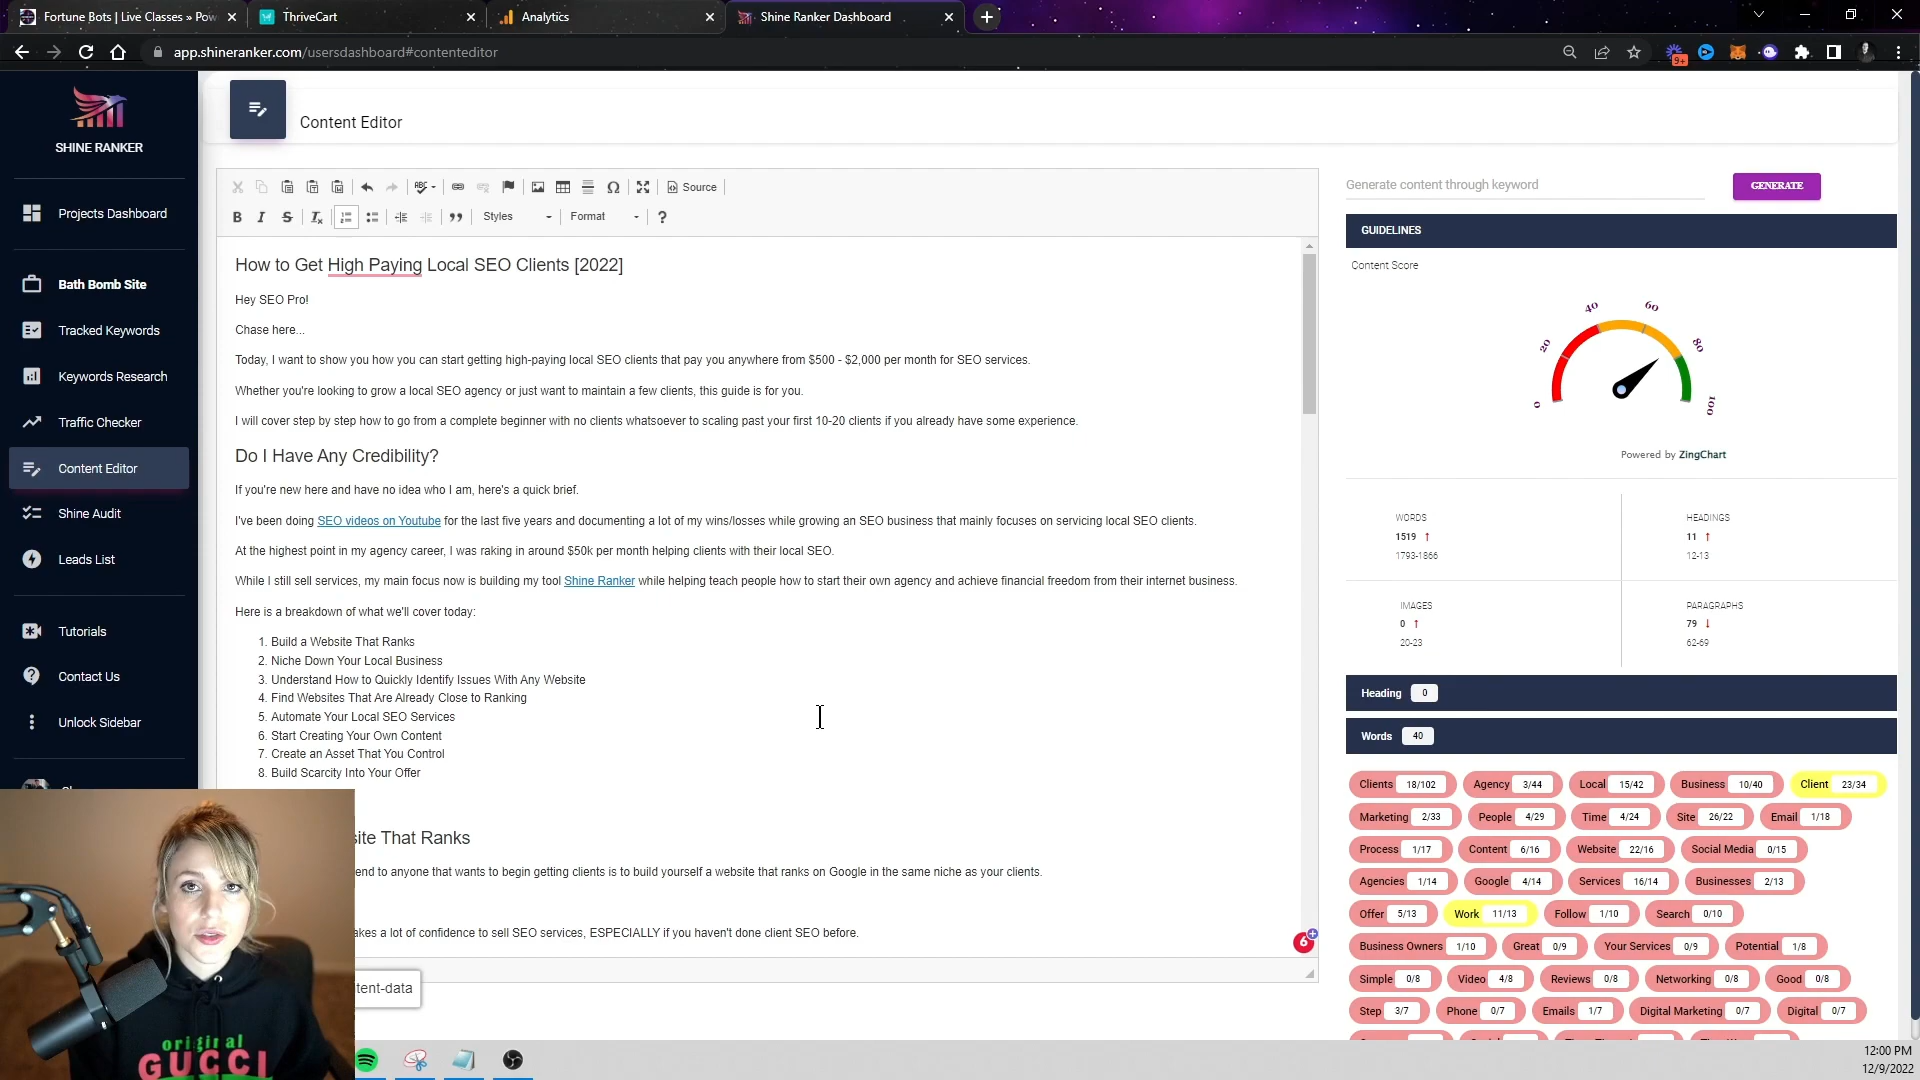 Fortune Bots | Live Classes » Pow
ThriveCart
Analytics
Shine Ranker Dashboard
app.shineranker.com/usersdashboard#contenteditor
9+
SHINE RANKER
Projects Dashboard
Bath Bomb Site
Tracked Keywords
Keywords Research
Traffic Checker
Content Editor
Shine Audit
Leads List
Tutorials
Contact Us
Unlock Sidebar
Content Editor
ABC
Source
B I S Tx
Styles
Format
?
How to Get High Paying Local SEO Clients [2022]
Hey SEO Pro!
Chase here...
Today, I want to show you how you can start getting high-paying local SEO clients that pay you anywhere from $500 - $2,000 per month for SEO services.
Whether you're looking to grow a local SEO agency or just want to maintain a few clients, this guide is for you.
I will cover step by step how to go from a complete beginner with no clients whatsoever to scaling past your first 10-20 clients if you already have some experience.
Do I Have Any Credibility?
If you're new here and have no idea who I am, here's a quick brief.
I've been doing SEO videos on Youtube for the last five years and documenting a lot of my wins/losses while growing an SEO business that mainly focuses on servicing local SEO clients.
At the highest point in my agency career, I was raking in around $50k per month helping clients with their local SEO.
While I still sell services, my main focus now is building my tool Shine Ranker while helping teach people how to start their own agency and achieve financial freedom from their internet business.
Here is a breakdown of what we'll cover today:
1. Build a Website That Ranks
2. Niche Down Your Local Business
3. Understand How to Quickly Identify Issues With Any Website
4. Find Websites That Are Already Close to Ranking
5. Automate Your Local SEO Services
6. Start Creating Your Own Content
7. Create an Asset That You Control
8. Build Scarcity Into Your Offer
site That Ranks
end to anyone that wants to begin getting clients is to build yourself a website that ranks on Google in the same niche as your clients.
akes a lot of confidence to sell SEO services, ESPECIALLY if you haven't done client SEO before.
6
tent-data
Generate content through keyword
GENERATE
GUIDELINES
Content Score
0 20 40 60 80 100
Powered by ZingChart
WORDS
1519 ↑
1793-1866
HEADINGS
11 ↑
12-13
IMAGES
0 ↑
20-23
PARAGRAPHS
79 ↓
62-69
Heading 0
Words 40
Clients 18/102 Agency 3/44 Local 15/42 Business 10/40 Client 23/34
Marketing 2/33 People 4/29 Time 4/24 Site 26/22 Email 1/18
Process 1/17 Content 6/16 Website 22/16 Social Media 0/15
Agencies 1/14 Google 4/14 Services 16/14 Businesses 2/13
Offer 5/13 Work 11/13 Follow 1/10 Search 0/10
Business Owners 1/10 Great 0/9 Your Services 0/9 Potential 1/8
Simple 0/8 Video 4/8 Reviews 0/8 Networking 0/8 Good 0/8
Step 3/7 Phone 0/7 Emails 1/7 Digital Marketing 0/7 Digital 0/7
original
GUCCI
12:00 PM
12/9/2022